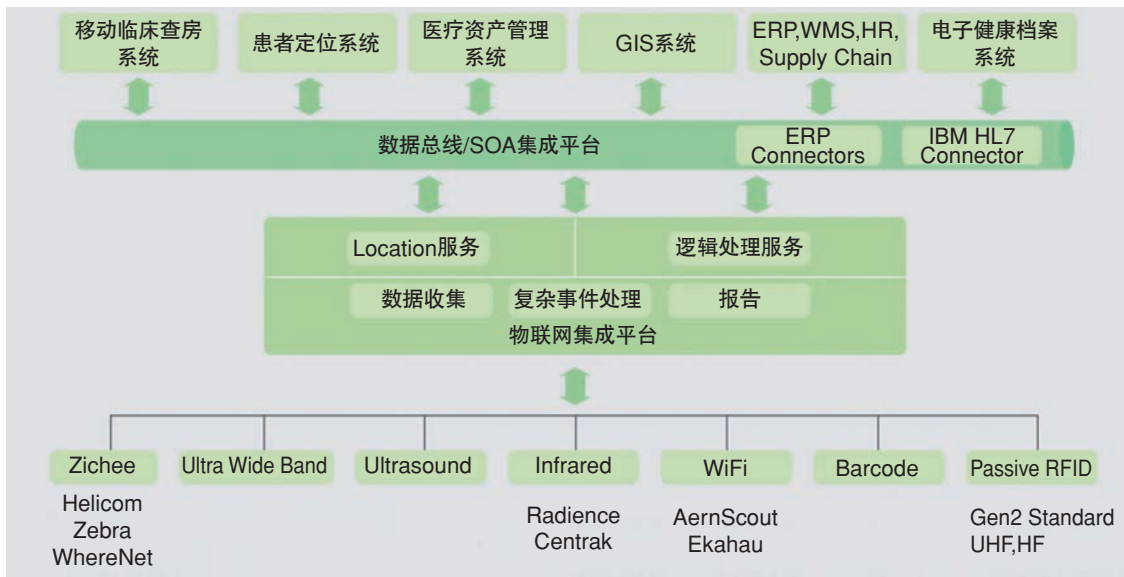 移动临床查房
系统
患者定位系统
医疗资产管理
系统
GIS系统
ERP,WMS,HR,
Supply Chain
电子健康档案
系统
数据总线/SOA集成平台
ERP
Connectors
IBM HL7
Connector
Location服务
逻辑处理服务
数据收集
复杂事件处理
报告
物联网集成平台
Zichee
Ultra Wide Band
Ultrasound
Infrared
WiFi
Barcode
Passive RFID
Helicom
Zebra
WhereNet
Radience
Centrak
AernScout
Ekahau
Gen2 Standard
UHF,HF